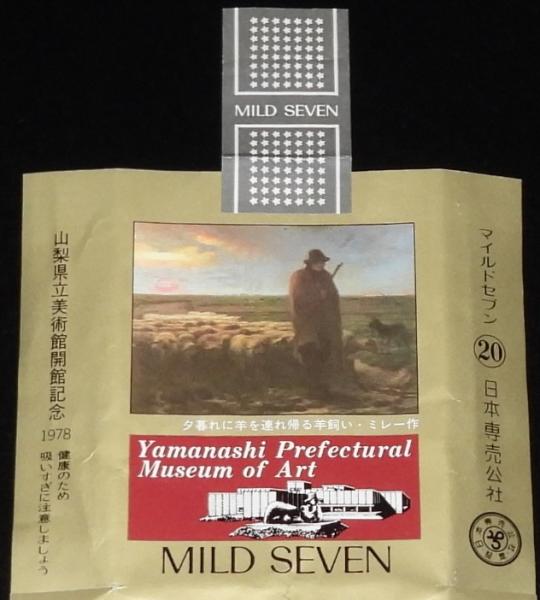 MILD SEVEN
山梨県立美術館開館記念
1978
健康のため
吸いすぎに注意しましょう
夕暮れに羊を連れ帰る羊飼い・ミレー作
Yamanashi Prefectural
Museum of Art
MILD SEVEN
マイルドセブン
20
日本専売公社